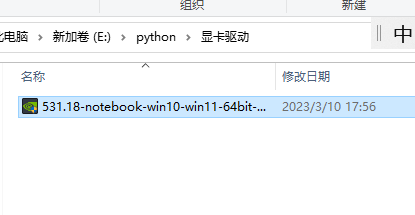 组织 新建
电脑 新加卷 (E:) python 显卡驱动
中
名称 修改日期
531.18-notebook-win10-win11-64bit-... 2023/3/10 17:56